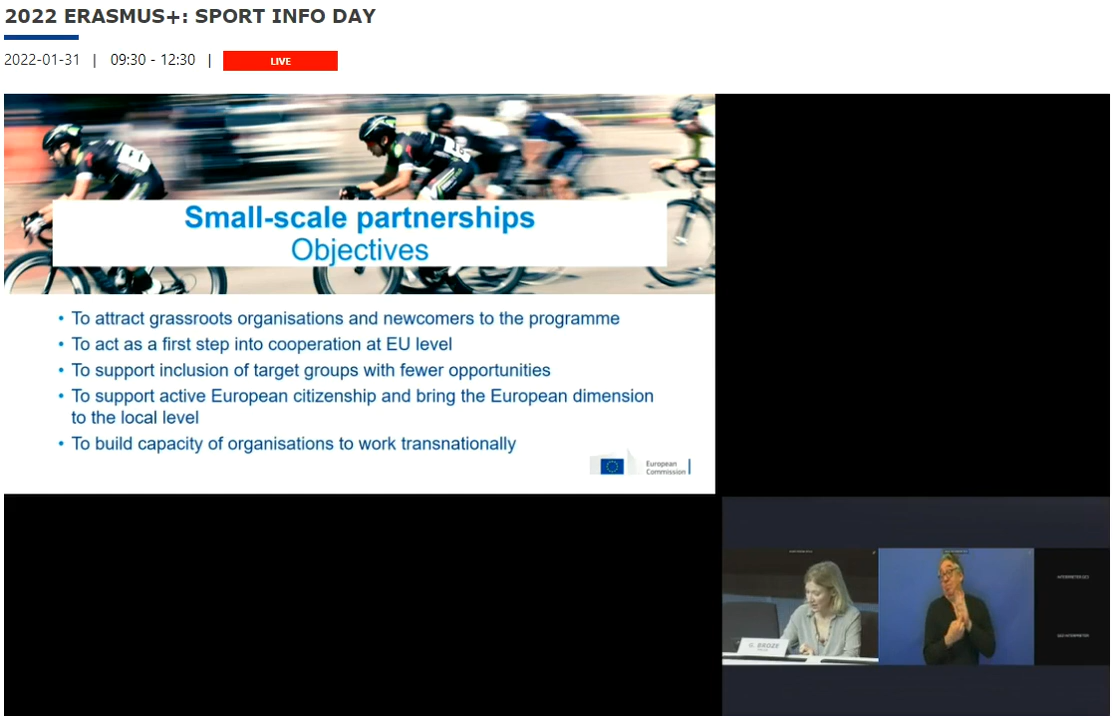 2022 ERASMUS+: SPORT INFO DAY
2022-01-31 | 09:30 - 12:30 | LIVE
Small-scale partnerships
Objectives
• To attract grassroots organisations and newcomers to the programme
• To act as a first step into cooperation at EU level
• To support inclusion of target groups with fewer opportunities
• To support active European citizenship and bring the European dimension
to the local level
• To build capacity of organisations to work transnationally
European
Commission
G. BROZE